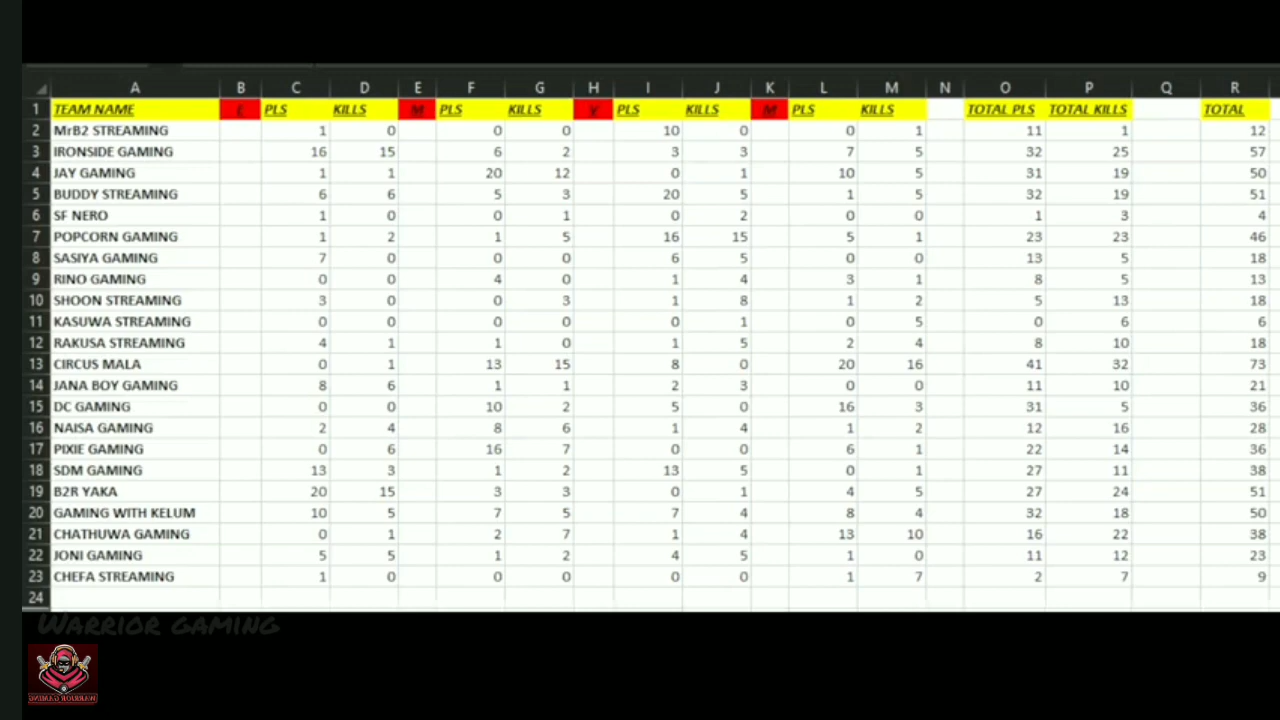 A B C D E F G H I J K L M N O P Q R
1 TEAM NAME E PLS KILLS M PLS KILLS V PLS KILLS M PLS KILLS TOTAL PLS TOTAL KILLS TOTAL
2 MrB2 STREAMING 1 0 0 0 10 0 0 1 11 1 12
3 IRONSIDE GAMING 16 15 6 2 3 3 7 5 32 25 57
4 JAY GAMING 1 1 20 12 0 1 10 5 31 19 50
5 BUDDY STREAMING 6 6 5 3 20 5 1 5 32 19 51
6 SF NERO 1 0 0 1 0 2 0 0 1 3 4
7 POPCORN GAMING 1 2 1 5 16 15 5 1 23 23 46
8 SASIYA GAMING 7 0 0 0 6 5 0 0 13 5 18
9 RINO GAMING 0 0 4 0 1 4 3 1 8 5 13
10 SHOON STREAMING 3 0 0 3 1 8 1 2 5 13 18
11 KASUWA STREAMING 0 0 0 0 0 1 0 5 0 6 6
12 RAKUSA STREAMING 4 1 1 0 1 5 2 4 8 10 18
13 CIRCUS MALA 0 1 13 15 8 0 20 16 41 32 73
14 JANA BOY GAMING 8 6 1 1 2 3 0 0 11 10 21
15 DC GAMING 0 0 10 2 5 0 16 3 31 5 36
16 NAISA GAMING 2 4 8 6 1 4 1 2 12 16 28
17 PIXIE GAMING 0 6 16 7 0 0 6 1 22 14 36
18 SDM GAMING 13 3 1 2 13 5 0 1 27 11 38
19 B2R YAKA 20 15 3 3 0 1 4 5 27 24 51
20 GAMING WITH KELUM 10 5 7 5 7 4 8 4 32 18 50
21 CHATHUWA GAMING 0 1 2 7 1 4 13 10 16 22 38
22 JONI GAMING 5 5 1 2 4 5 1 0 11 12 23
23 CHEFA STREAMING 1 0 0 0 0 0 1 7 2 7 9
24
WARRIOR GAMING
WARRIOR GAMING